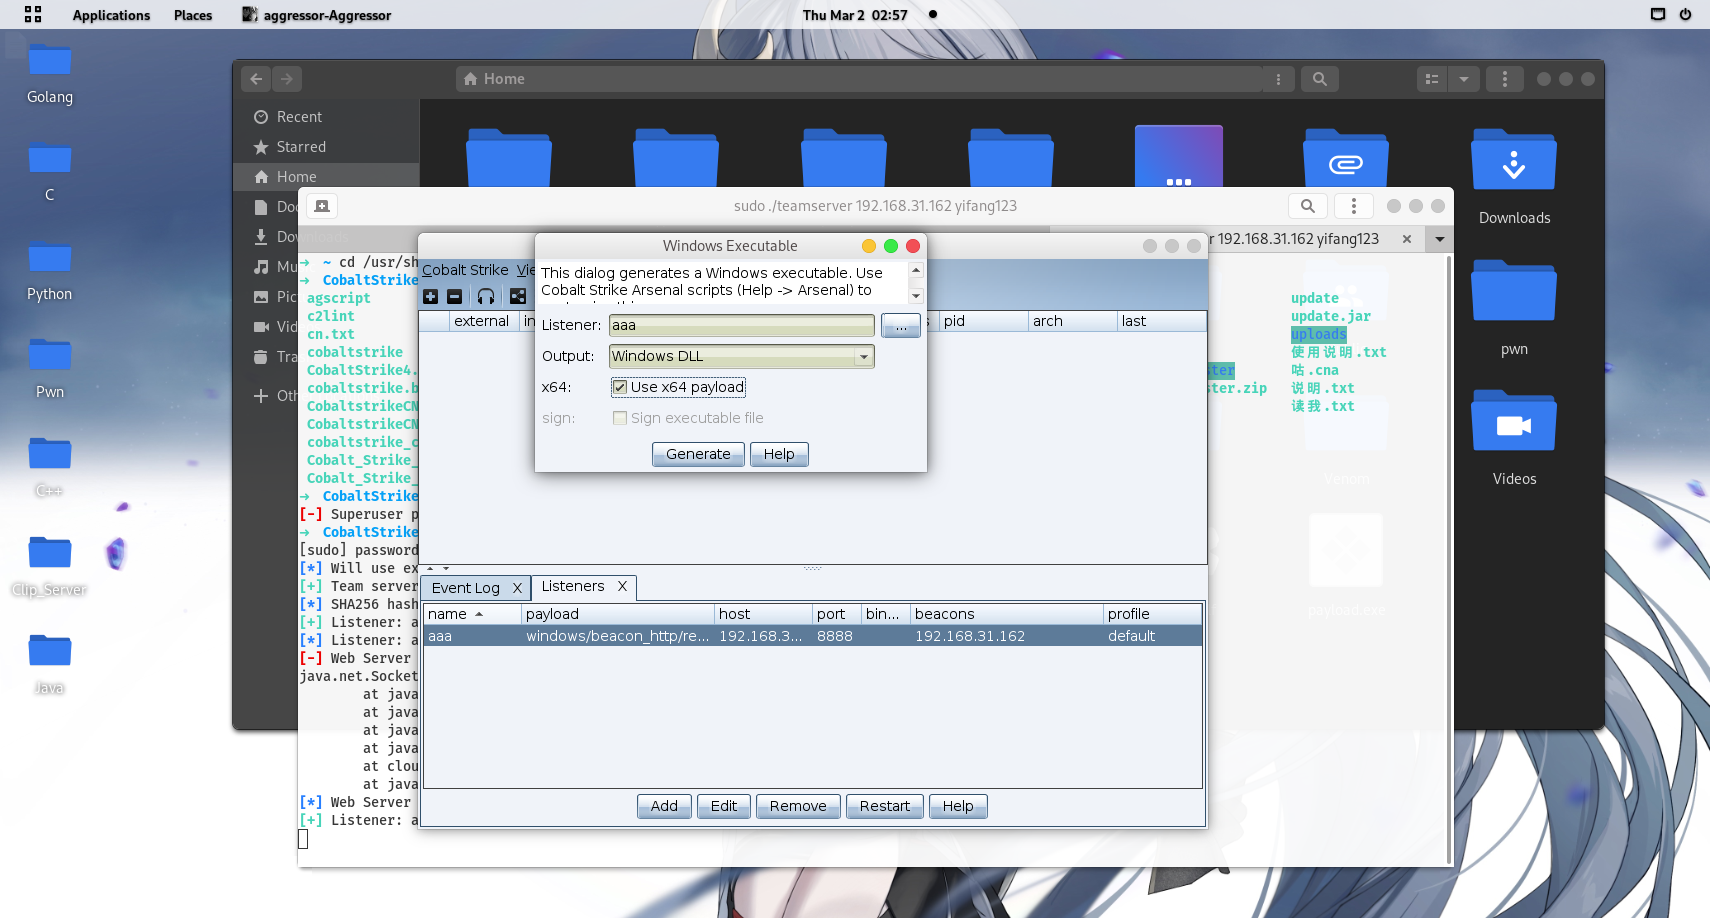 Applications Places aggressor-Aggressor Thu Mar 2 02:57
Golang
C
Python
Pwn
C++
Clip_Server
Java
Home
Recent
Starred
Home
Downloads
Videos
pwn
Venom
payload.exe
sudo ./teamserver 192.168.31.162 yifang123
r 192.168.31.162 yifang123
→ ~ cd /usr/sh
→ CobaltStrike
agscript
c2lint
cn.txt
cobaltstrike
CobaltStrike4.
cobaltstrike.b
CobaltstrikeCN
CobaltstrikeCN
cobaltstrike_c
Cobalt_Strike_
Cobalt_Strike_
→ CobaltStrike
[-] Superuser p
→ CobaltStrike
[sudo] password
[*] Will use ex
[+] Team server
[*] SHA256 hash
[+] Listener: a
[*] Listener: a
[-] Web Server
java.net.Socket
at java
at java
at java
at java
at clou
at java
[*] Web Server
[+] Listener: a
update
update.jar
uploads
使用说明.txt
ster 咕.cna
ster.zip 说明.txt
读我.txt
Cobalt Strike Vie
external in s pid arch last
Windows Executable
This dialog generates a Windows executable. Use
Cobalt Strike Arsenal scripts (Help -> Arsenal) to
Listener: aaa ...
Output: Windows DLL
x64: Use x64 payload
sign: Sign executable file
Generate Help
Event Log X Listeners X
name payload host port bin... beacons profile
aaa windows/beacon_http/re... 192.168.3... 8888 192.168.31.162 default
Add Edit Remove Restart Help